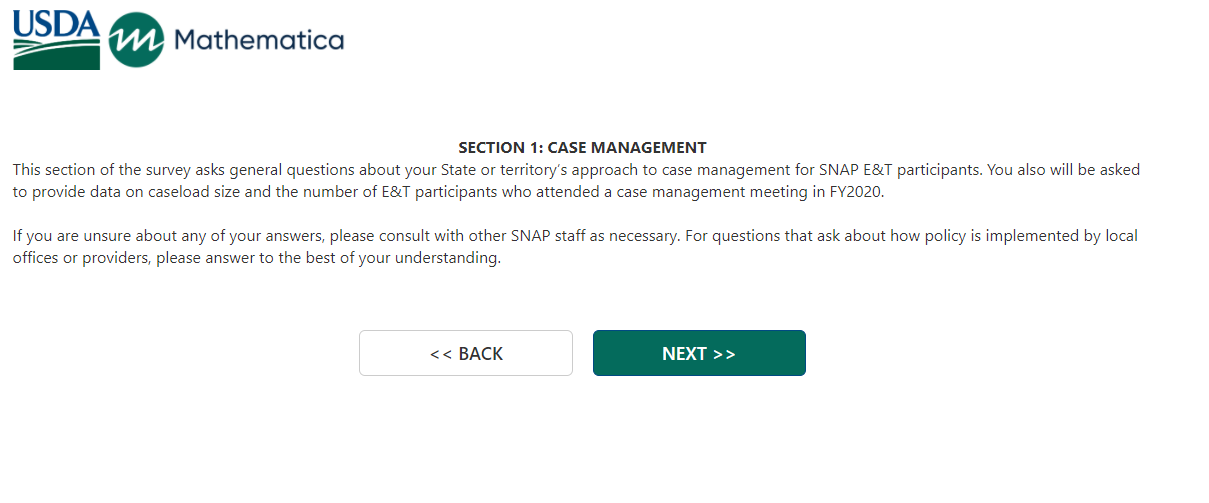 USDA
Mathematica
SECTION 1: CASE MANAGEMENT
This section of the survey asks general questions about your State or territory’s approach to case management for SNAP E&T participants. You also will be asked
to provide data on caseload size and the number of E&T participants who attended a case management meeting in FY2020.
If you are unsure about any of your answers, please consult with other SNAP staff as necessary. For questions that ask about how policy is implemented by local
offices or providers, please answer to the best of your understanding.
<< BACK
NEXT >>